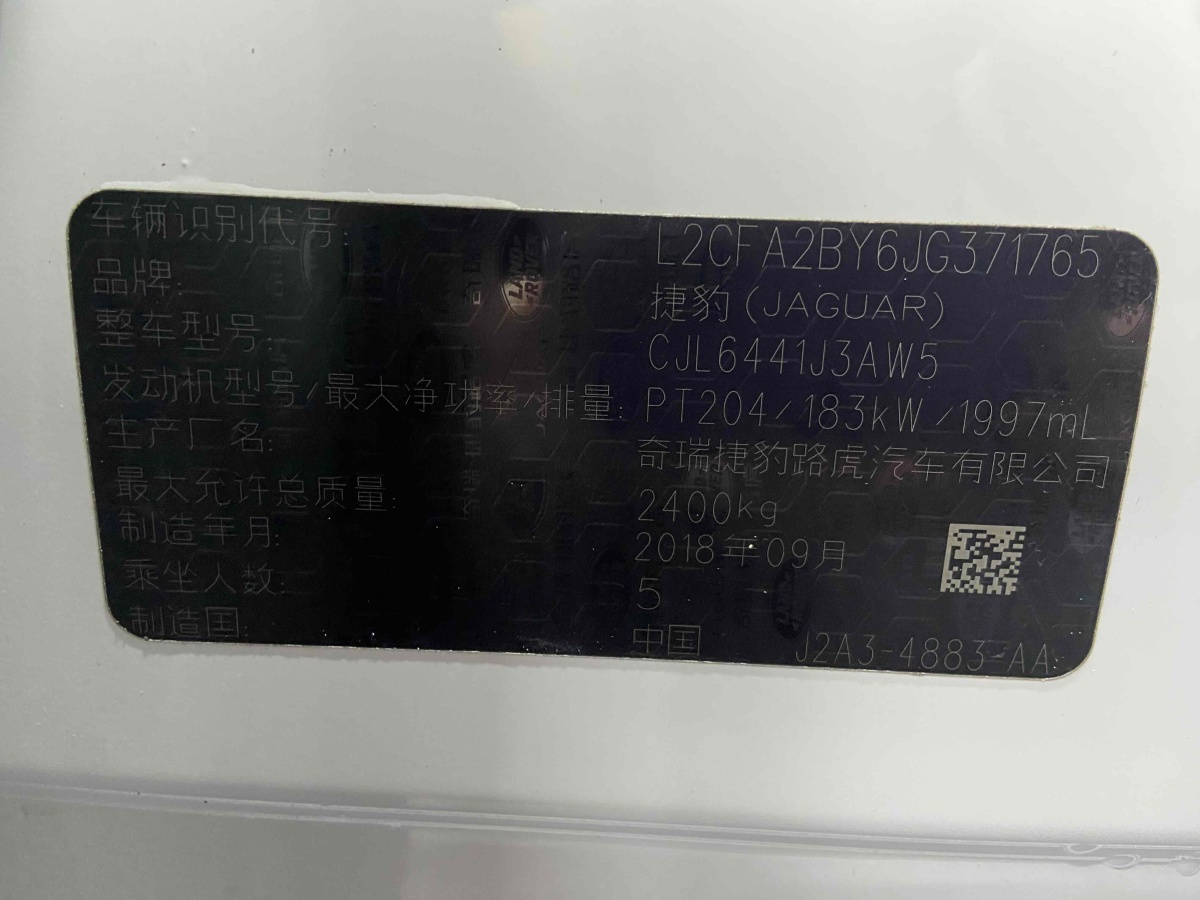 车辆识别代号: L2CFA2BY6JG371765
品牌: 捷豹(JAGUAR)
整车型号: CJL6441J3AW5
发动机型号/最大净功率/排量: PT204/183kW/1997mL
生产厂名: 奇瑞捷豹路虎汽车有限公司
最大允许总质量: 2400kg
制造年月: 2018年09月
乘坐人数: 5
制造国: 中国
J2A3-4883-AA